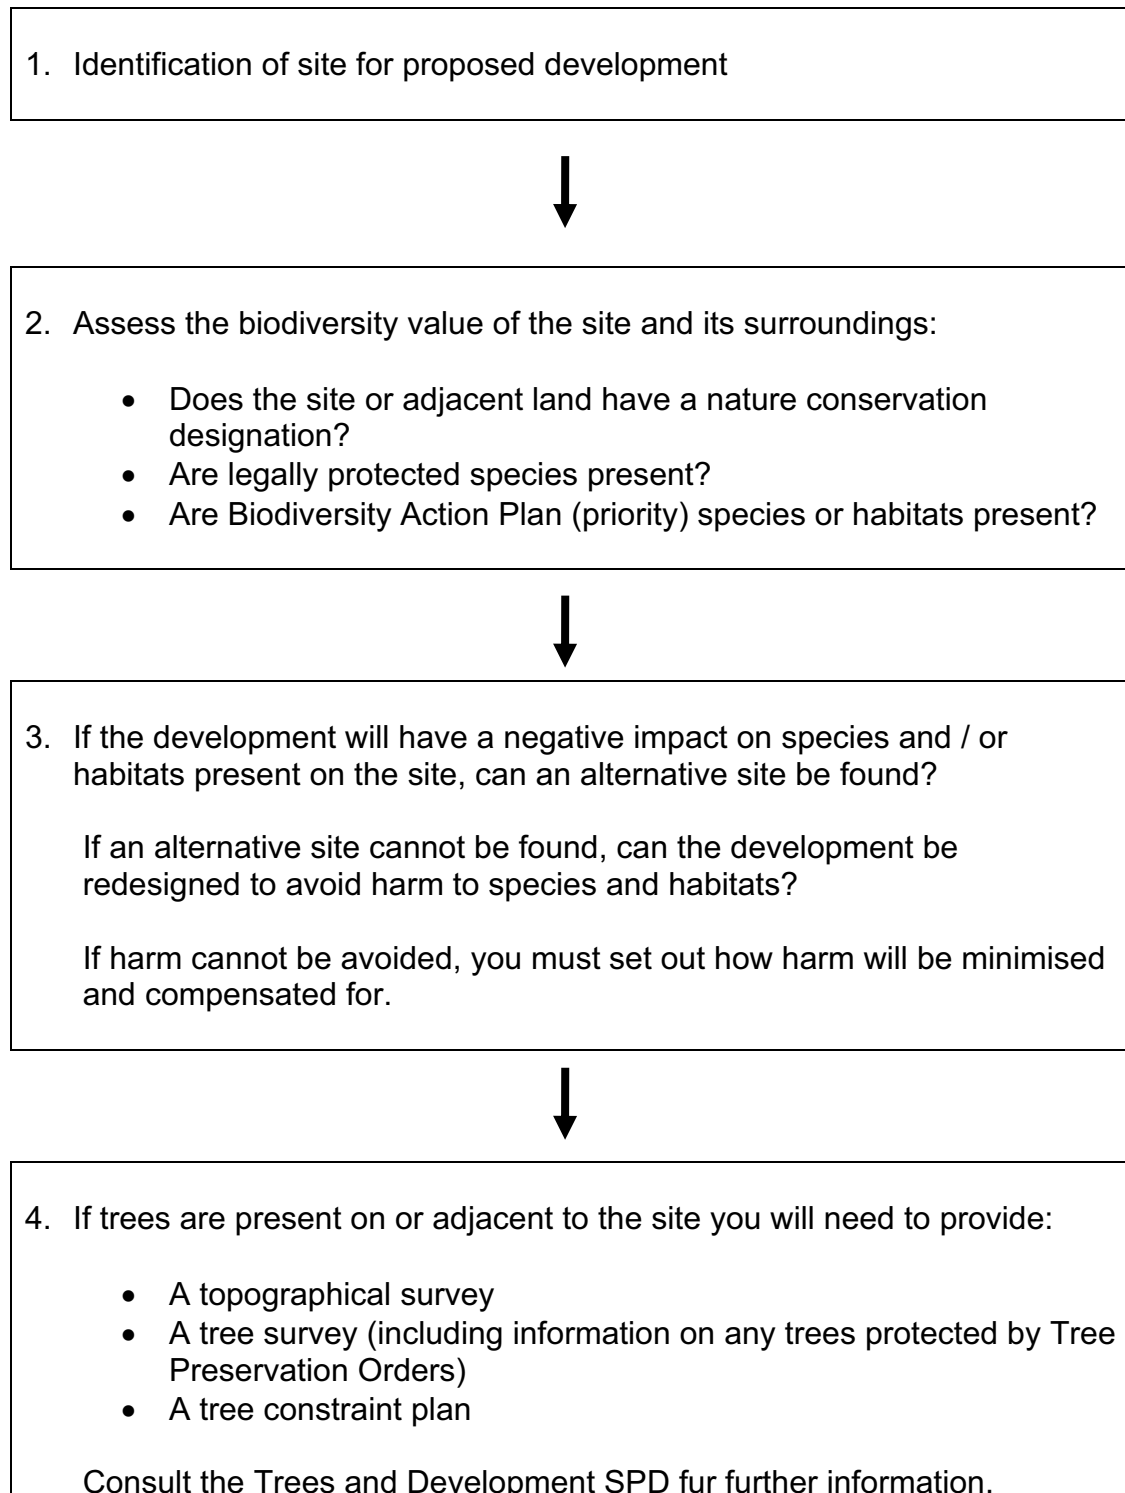 1. Identification of site for proposed development
2. Assess the biodiversity value of the site and its surroundings:
• Does the site or adjacent land have a nature conservation
designation?
• Are legally protected species present?
• Are Biodiversity Action Plan (priority) species or habitats present?
3. If the development will have a negative impact on species and / or
habitats present on the site, can an alternative site be found?
If an alternative site cannot be found, can the development be
redesigned to avoid harm to species and habitats?
If harm cannot be avoided, you must set out how harm will be minimised
and compensated for.
4. If trees are present on or adjacent to the site you will need to provide:
• A topographical survey
• A tree survey (including information on any trees protected by Tree
Preservation Orders)
• A tree constraint plan
Consult the Trees and Development SPD fur further information.